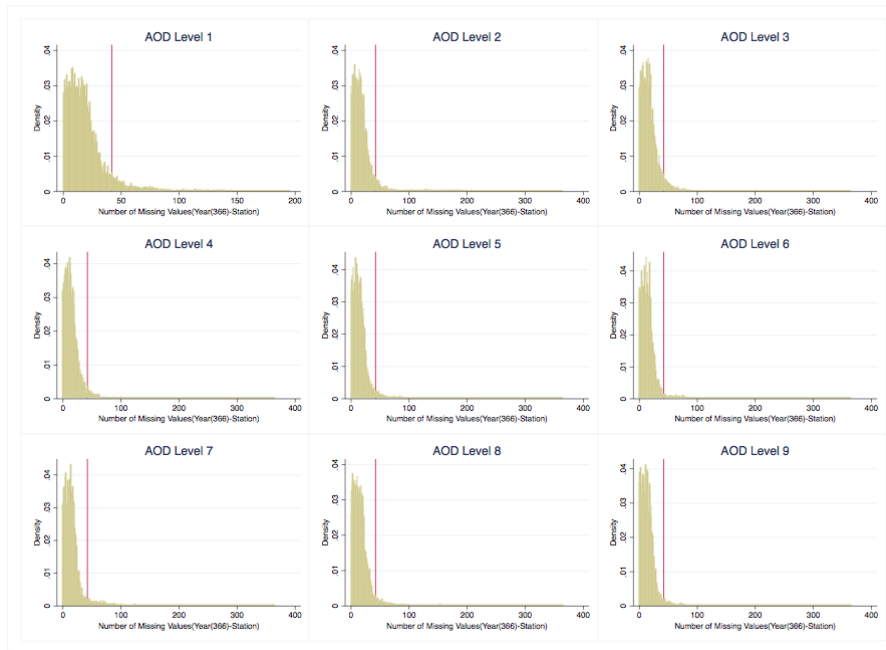 AOD Level 1
AOD Level 2
AOD Level 3
Density
0 .01 .02 .03 .04
0 50 100 150 200
Number of Missing Values(Year(366)-Station)
Density
0 .01 .02 .03 .04
0 100 200 300 400
Number of Missing Values(Year(366)-Station)
Density
0 .01 .02 .03 .04
0 100 200 300 400
Number of Missing Values(Year(366)-Station)
AOD Level 4
AOD Level 5
AOD Level 6
Density
0 .01 .02 .03 .04
0 100 200 300 400
Number of Missing Values(Year(366)-Station)
Density
0 .01 .02 .03 .04
0 100 200 300 400
Number of Missing Values(Year(366)-Station)
Density
0 .01 .02 .03 .04
0 100 200 300 400
Number of Missing Values(Year(366)-Station)
AOD Level 7
AOD Level 8
AOD Level 9
Density
0 .01 .02 .03 .04
0 100 200 300 400
Number of Missing Values(Year(366)-Station)
Density
0 .01 .02 .03 .04
0 100 200 300 400
Number of Missing Values(Year(366)-Station)
Density
0 .01 .02 .03 .04
0 100 200 300 400
Number of Missing Values(Year(366)-Station)